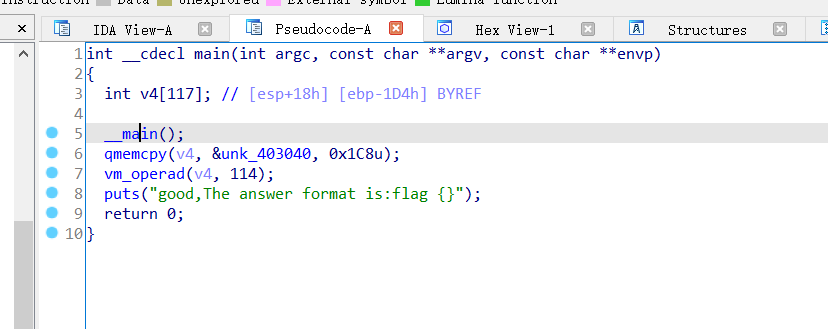 Instruction Data Unexplored External symbol Lumina function
IDA View-A Pseudocode-A Hex View-1 Structures
1 int __cdecl main(int argc, const char **argv, const char **envp)
2 {
3 int v4[117]; // [esp+18h] [ebp-1D4h] BYREF
4
5 __main();
6 qmemcpy(v4, &unk_403040, 0x1C8u);
7 vm_operad(v4, 114);
8 puts("good,The answer format is:flag {}");
9 return 0;
10 }